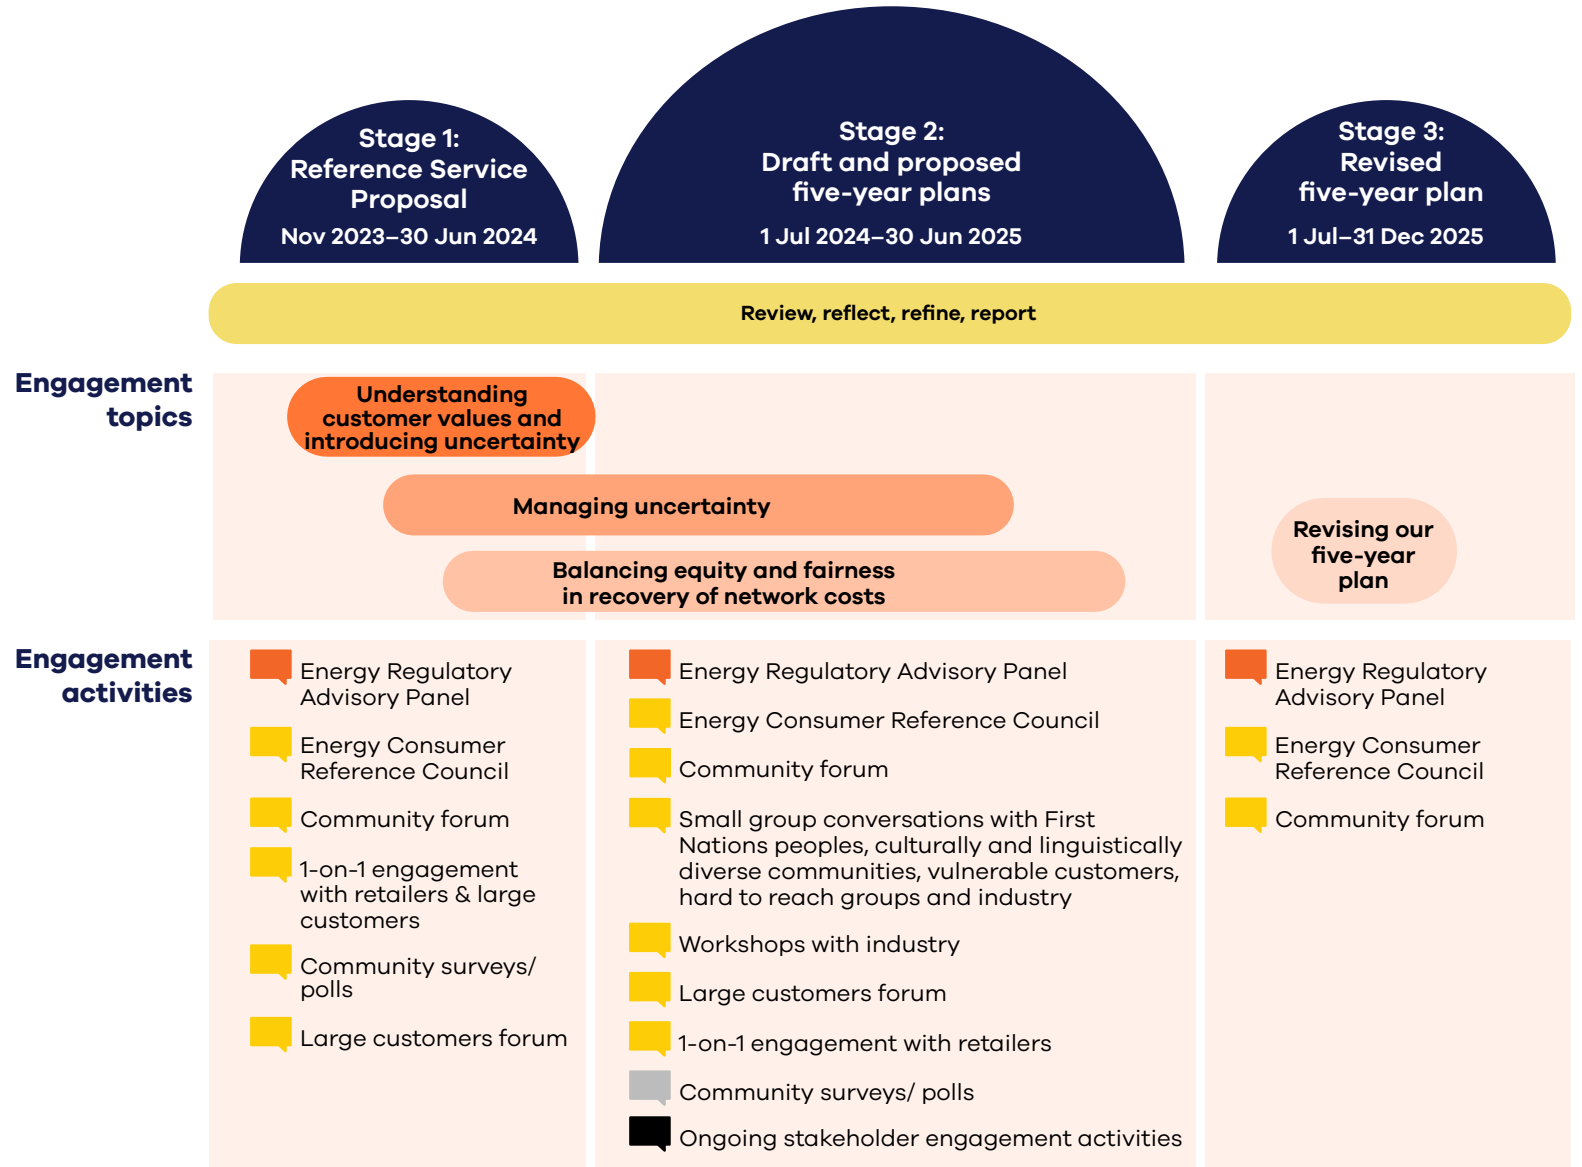 Stage 1:
Reference Service
Proposal
Nov 2023–30 Jun 2024
Stage 2:
Draft and proposed
five-year plans
1 Jul 2024–30 Jun 2025
Stage 3:
Revised
five-year plan
1 Jul–31 Dec 2025
Review, reflect, refine, report
Engagement
topics
Understanding
customer values and
introducing uncertainty
Managing uncertainty
Balancing equity and fairness
in recovery of network costs
Revising our
five-year
plan
Engagement
activities
Energy Regulatory
Advisory Panel
Energy Consumer
Reference Council
Community forum
1-on-1 engagement
with retailers & large
customers
Community surveys/
polls
Large customers forum
Energy Regulatory Advisory Panel
Energy Consumer Reference Council
Community forum
Small group conversations with First
Nations peoples, culturally and linguistically
diverse communities, vulnerable customers,
hard to reach groups and industry
Workshops with industry
Large customers forum
1-on-1 engagement with retailers
Community surveys/ polls
Ongoing stakeholder engagement activities
Energy Regulatory
Advisory Panel
Energy Consumer
Reference Council
Community forum